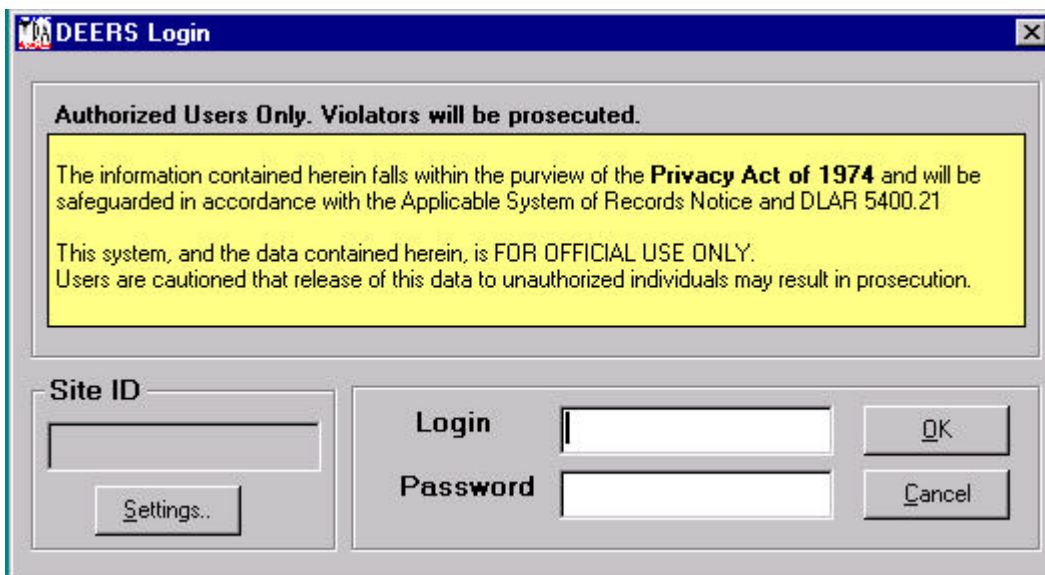 DEERS Login
Authorized Users Only. Violators will be prosecuted.
The information contained herein falls within the purview of the Privacy Act of 1974 and will be
safeguarded in accordance with the Applicable System of Records Notice and DLAR 5400.21
This system, and the data contained herein, is FOR OFFICIAL USE ONLY.
Users are cautioned that release of this data to unauthorized individuals may result in prosecution.
Site ID
Settings..
Login
OK
Password
Cancel